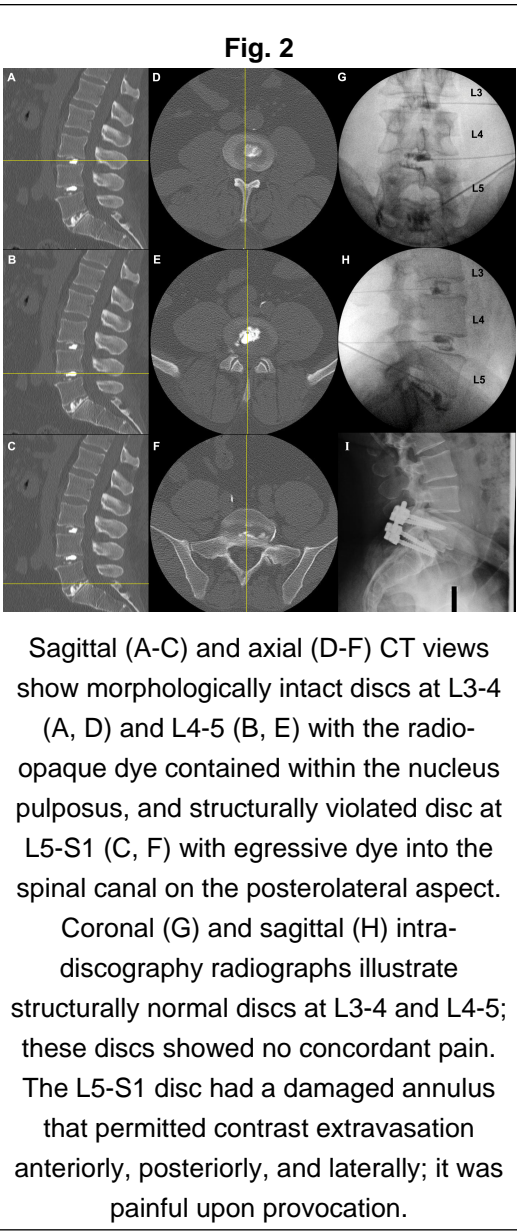 Fig. 2
A
D
G
L3
L4
L5
B
E
H
L3
L4
L5
C
F
I
Sagittal (A-C) and axial (D-F) CT views
show morphologically intact discs at L3-4
(A, D) and L4-5 (B, E) with the radio-
opaque dye contained within the nucleus
pulposus, and structurally violated disc at
L5-S1 (C, F) with egressive dye into the
spinal canal on the posterolateral aspect.
Coronal (G) and sagittal (H) intra-
discography radiographs illustrate
structurally normal discs at L3-4 and L4-5;
these discs showed no concordant pain.
The L5-S1 disc had a damaged annulus
that permitted contrast extravasation
anteriorly, posteriorly, and laterally; it was
painful upon provocation.